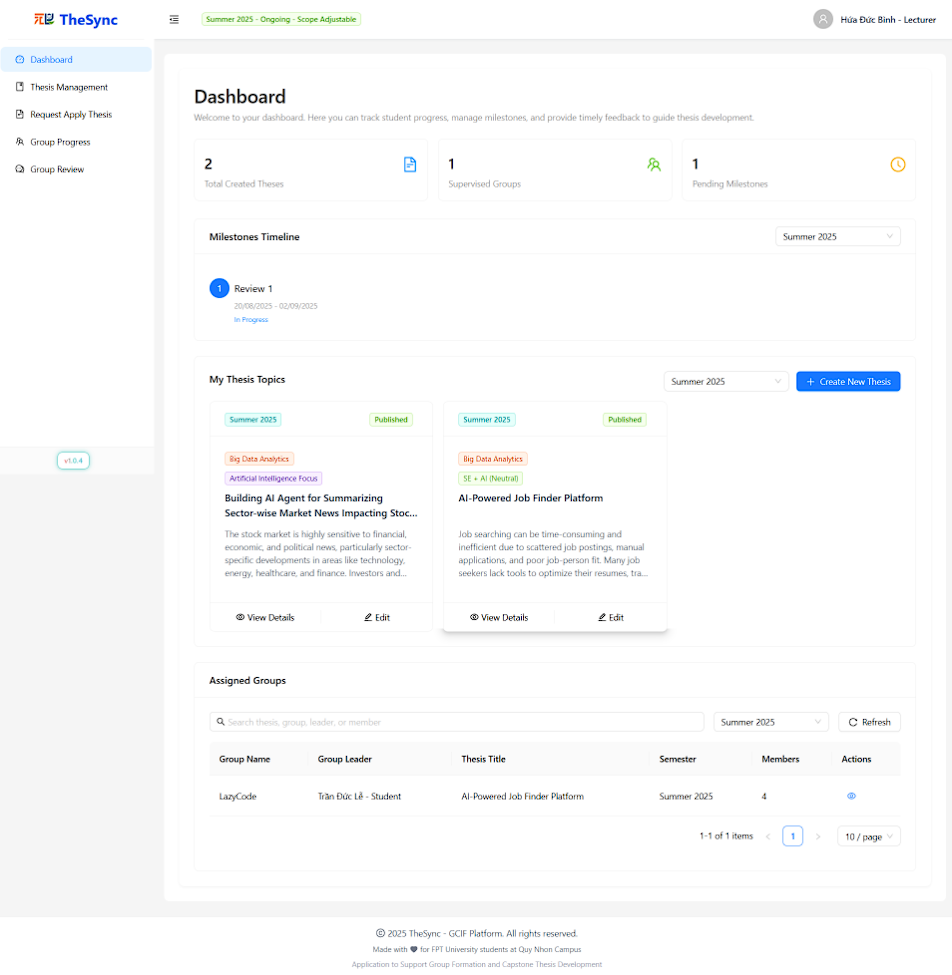 TheSync
Summer 2025 - Ongoing - Scope Adjustable
Hứa Đức Bình - Lecturer
Dashboard
Thesis Management
Request Apply Thesis
Group Progress
Group Review
v1.0.4
Dashboard
Welcome to your dashboard. Here you can track student progress, manage milestones, and provide timely feedback to guide thesis development.
2
Total Created Theses
1
Supervised Groups
1
Pending Milestones
Milestones Timeline
Summer 2025
1
Review 1
20/08/2025 - 02/09/2025
In Progress
My Thesis Topics
Summer 2025
+ Create New Thesis
Summer 2025 Published
Big Data Analytics
Artificial Intelligence Focus
Building AI Agent for Summarizing
Sector-wise Market News Impacting Stoc...
The stock market is highly sensitive to financial,
economic, and political news, particularly sector-
specific developments in areas like technology,
energy, healthcare, and finance. Investors and...
View Details Edit
Summer 2025 Published
Big Data Analytics
SE + AI (Neutral)
AI-Powered Job Finder Platform
Job searching can be time-consuming and
inefficient due to scattered job postings, manual
applications, and poor job-person fit. Many job
seekers lack tools to optimize their resumes, tra...
View Details Edit
Assigned Groups
Search thesis, group, leader, or member
Summer 2025
Refresh
Group Name Group Leader Thesis Title Semester Members Actions
LazyCode Trần Đức Lễ - Student AI-Powered Job Finder Platform Summer 2025 4
1-1 of 1 items < 1 > 10 / page
© 2025 TheSync - GCIF Platform. All rights reserved.
Made with ♥ for FPT University students at Quy Nhon Campus
Application to Support Group Formation and Capstone Thesis Development